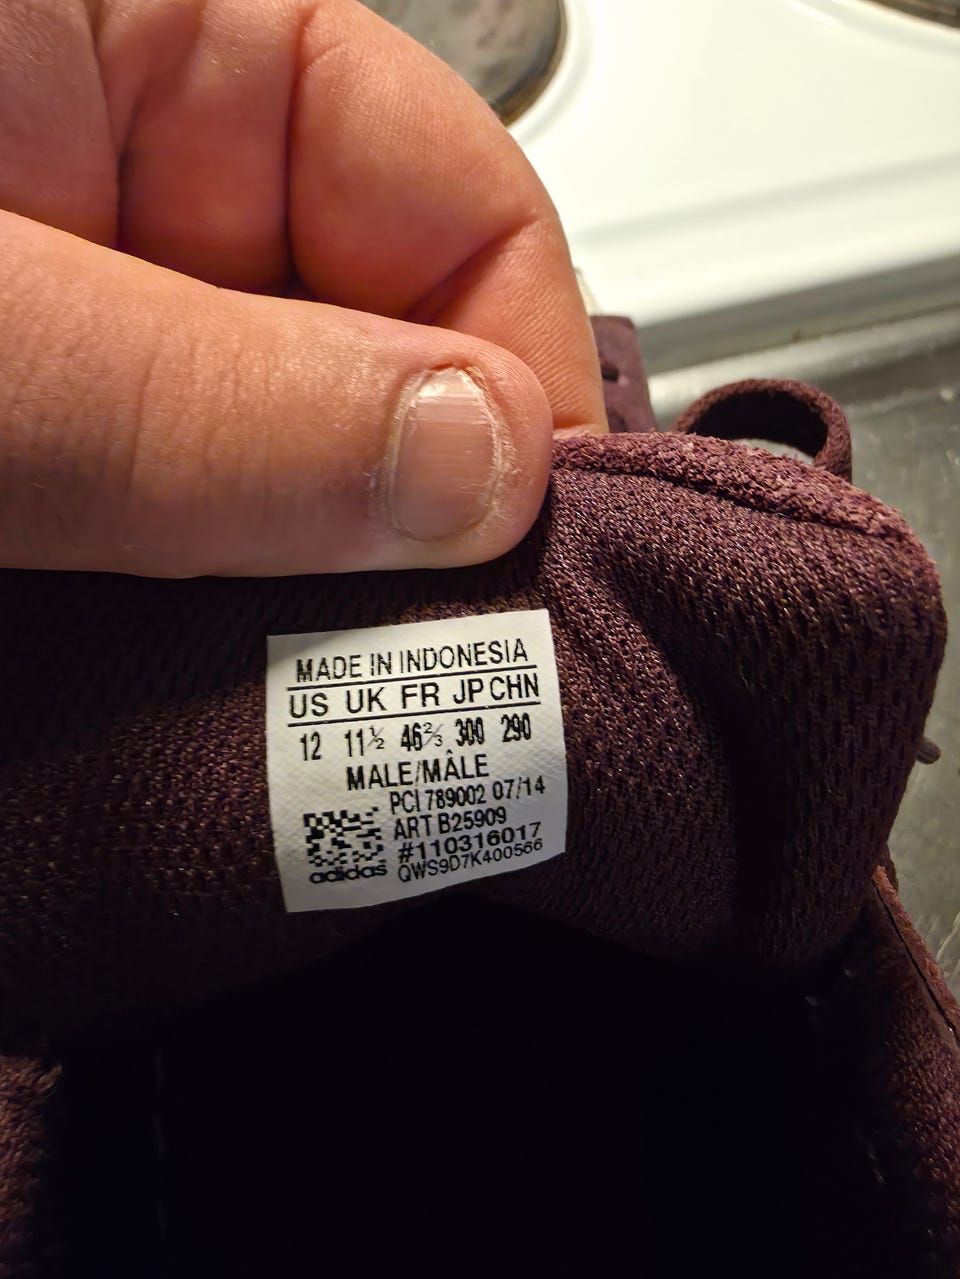 MADE IN INDONESIA
US UK FR JP CHN
12 11½ 46⅔ 300 290
MALE/MÂLE
PCI 789002 07/14
ART B25909
#110316017
adidas QWS9D7K400566